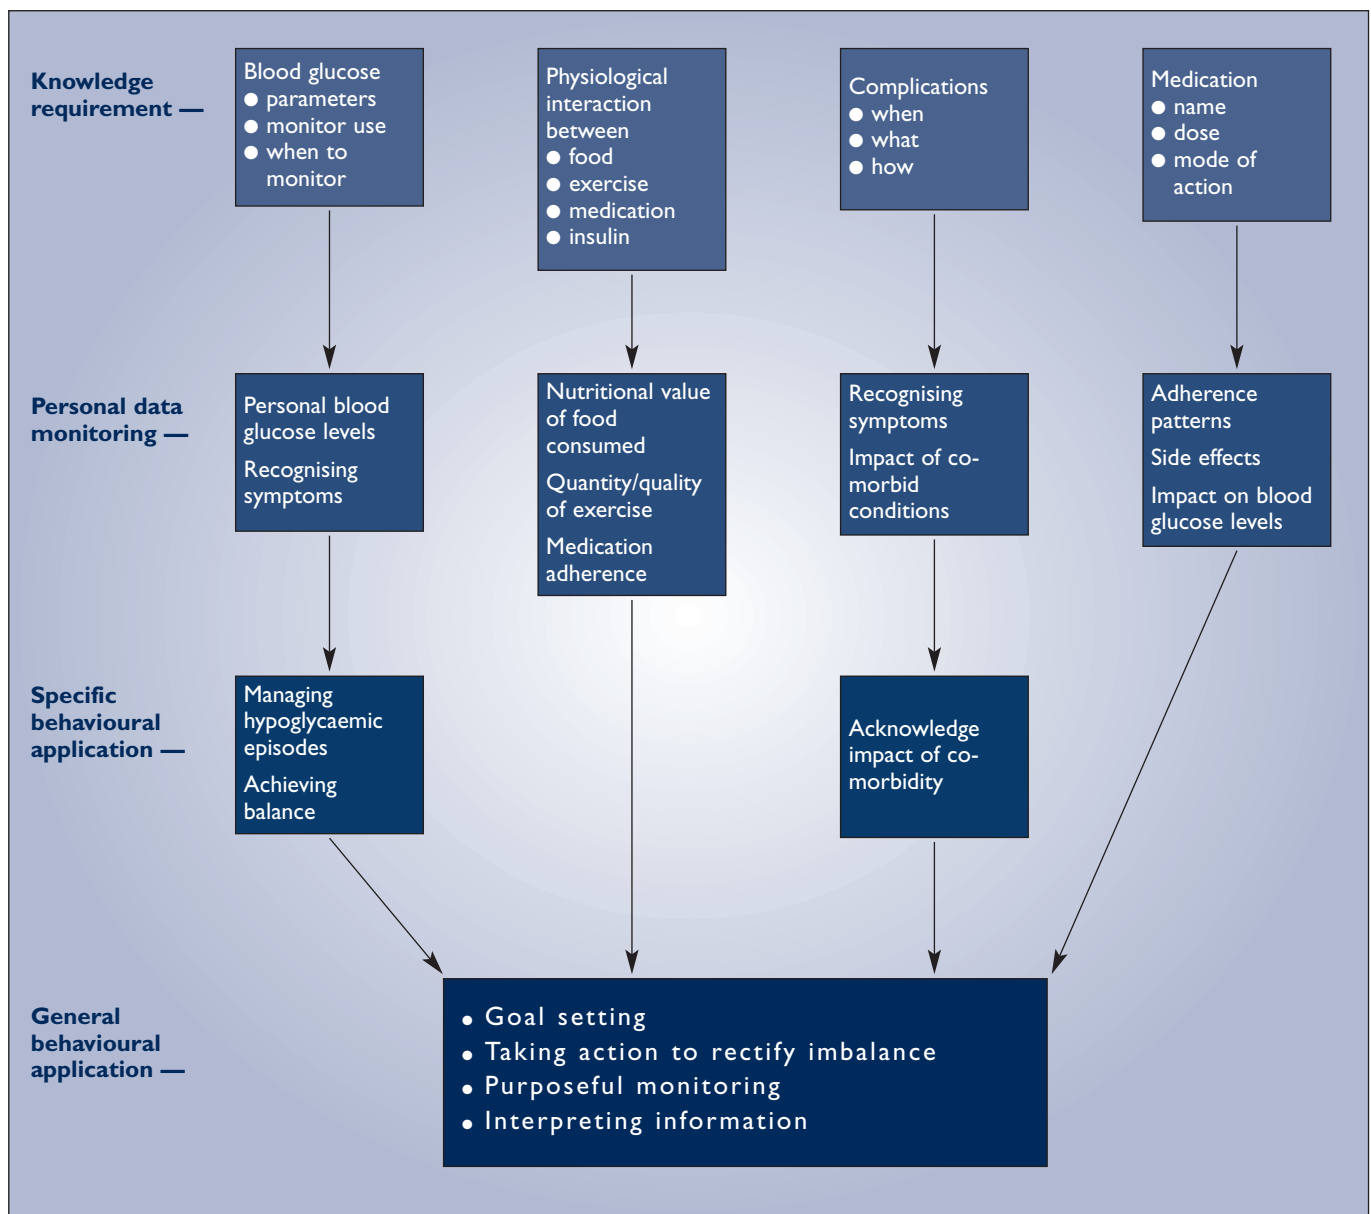 Knowledge
requirement —
Blood glucose
● parameters
● monitor use
● when to
monitor
Physiological
interaction
between
● food
● exercise
● medication
● insulin
Complications
● when
● what
● how
Medication
● name
● dose
● mode of
action
Personal data
monitoring —
Personal blood
glucose levels
Recognising
symptoms
Nutritional value
of food
consumed
Quantity/quality
of exercise
Medication
adherence
Recognising
symptoms
Impact of co-
morbid
conditions
Adherence
patterns
Side effects
Impact on blood
glucose levels
Specific
behavioural
application —
Managing
hypoglycaemic
episodes
Achieving
balance
Acknowledge
impact of co-
morbidity
General
behavioural
application —
● Goal setting
● Taking action to rectify imbalance
● Purposeful monitoring
● Interpreting information